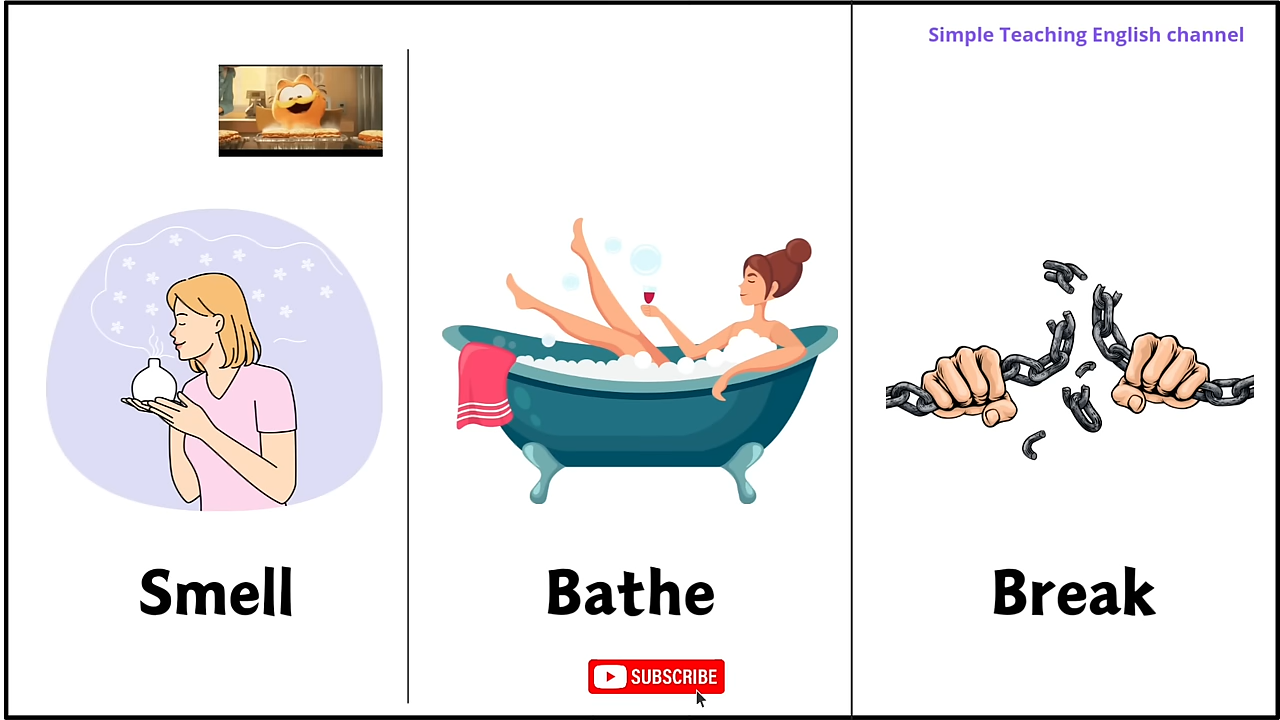 Simple Teaching English channel
Smell
Bathe
Break
SUBSCRIBE